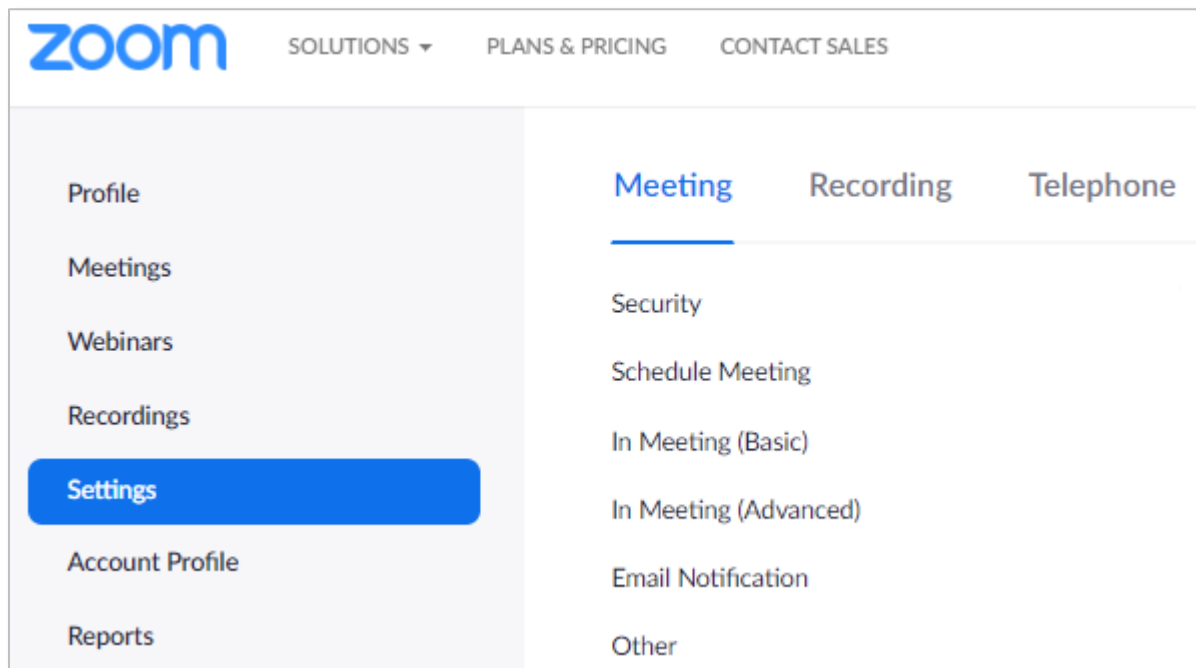 zoom SOLUTIONS PLANS & PRICING CONTACT SALES
Profile
Meetings
Webinars
Recordings
Settings
Account Profile
Reports
Meeting Recording Telephone
Security
Schedule Meeting
In Meeting (Basic)
In Meeting (Advanced)
Email Notification
Other